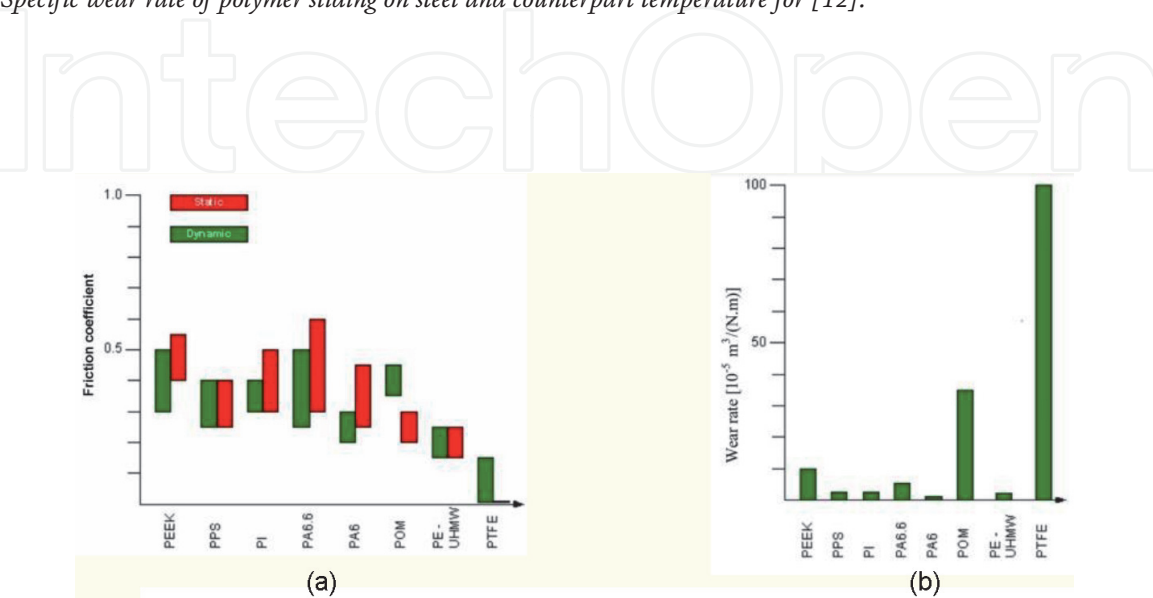 Specific wear rate of polymer sliding on steel and counterpart temperature for [12].
IntechOpen
1.0
Static
Dynamic
Friction coefficient
0.5
PEEK
PPS
PI
PA6.6
PA6
POM
PE -
UHMW
PTFE
(a)
100
Wear rate [10⁻⁵ m³/(N.m)]
50
PEEK
PPS
PI
PA6.6
PA6
POM
PE -
UHMW
PTFE
(b)